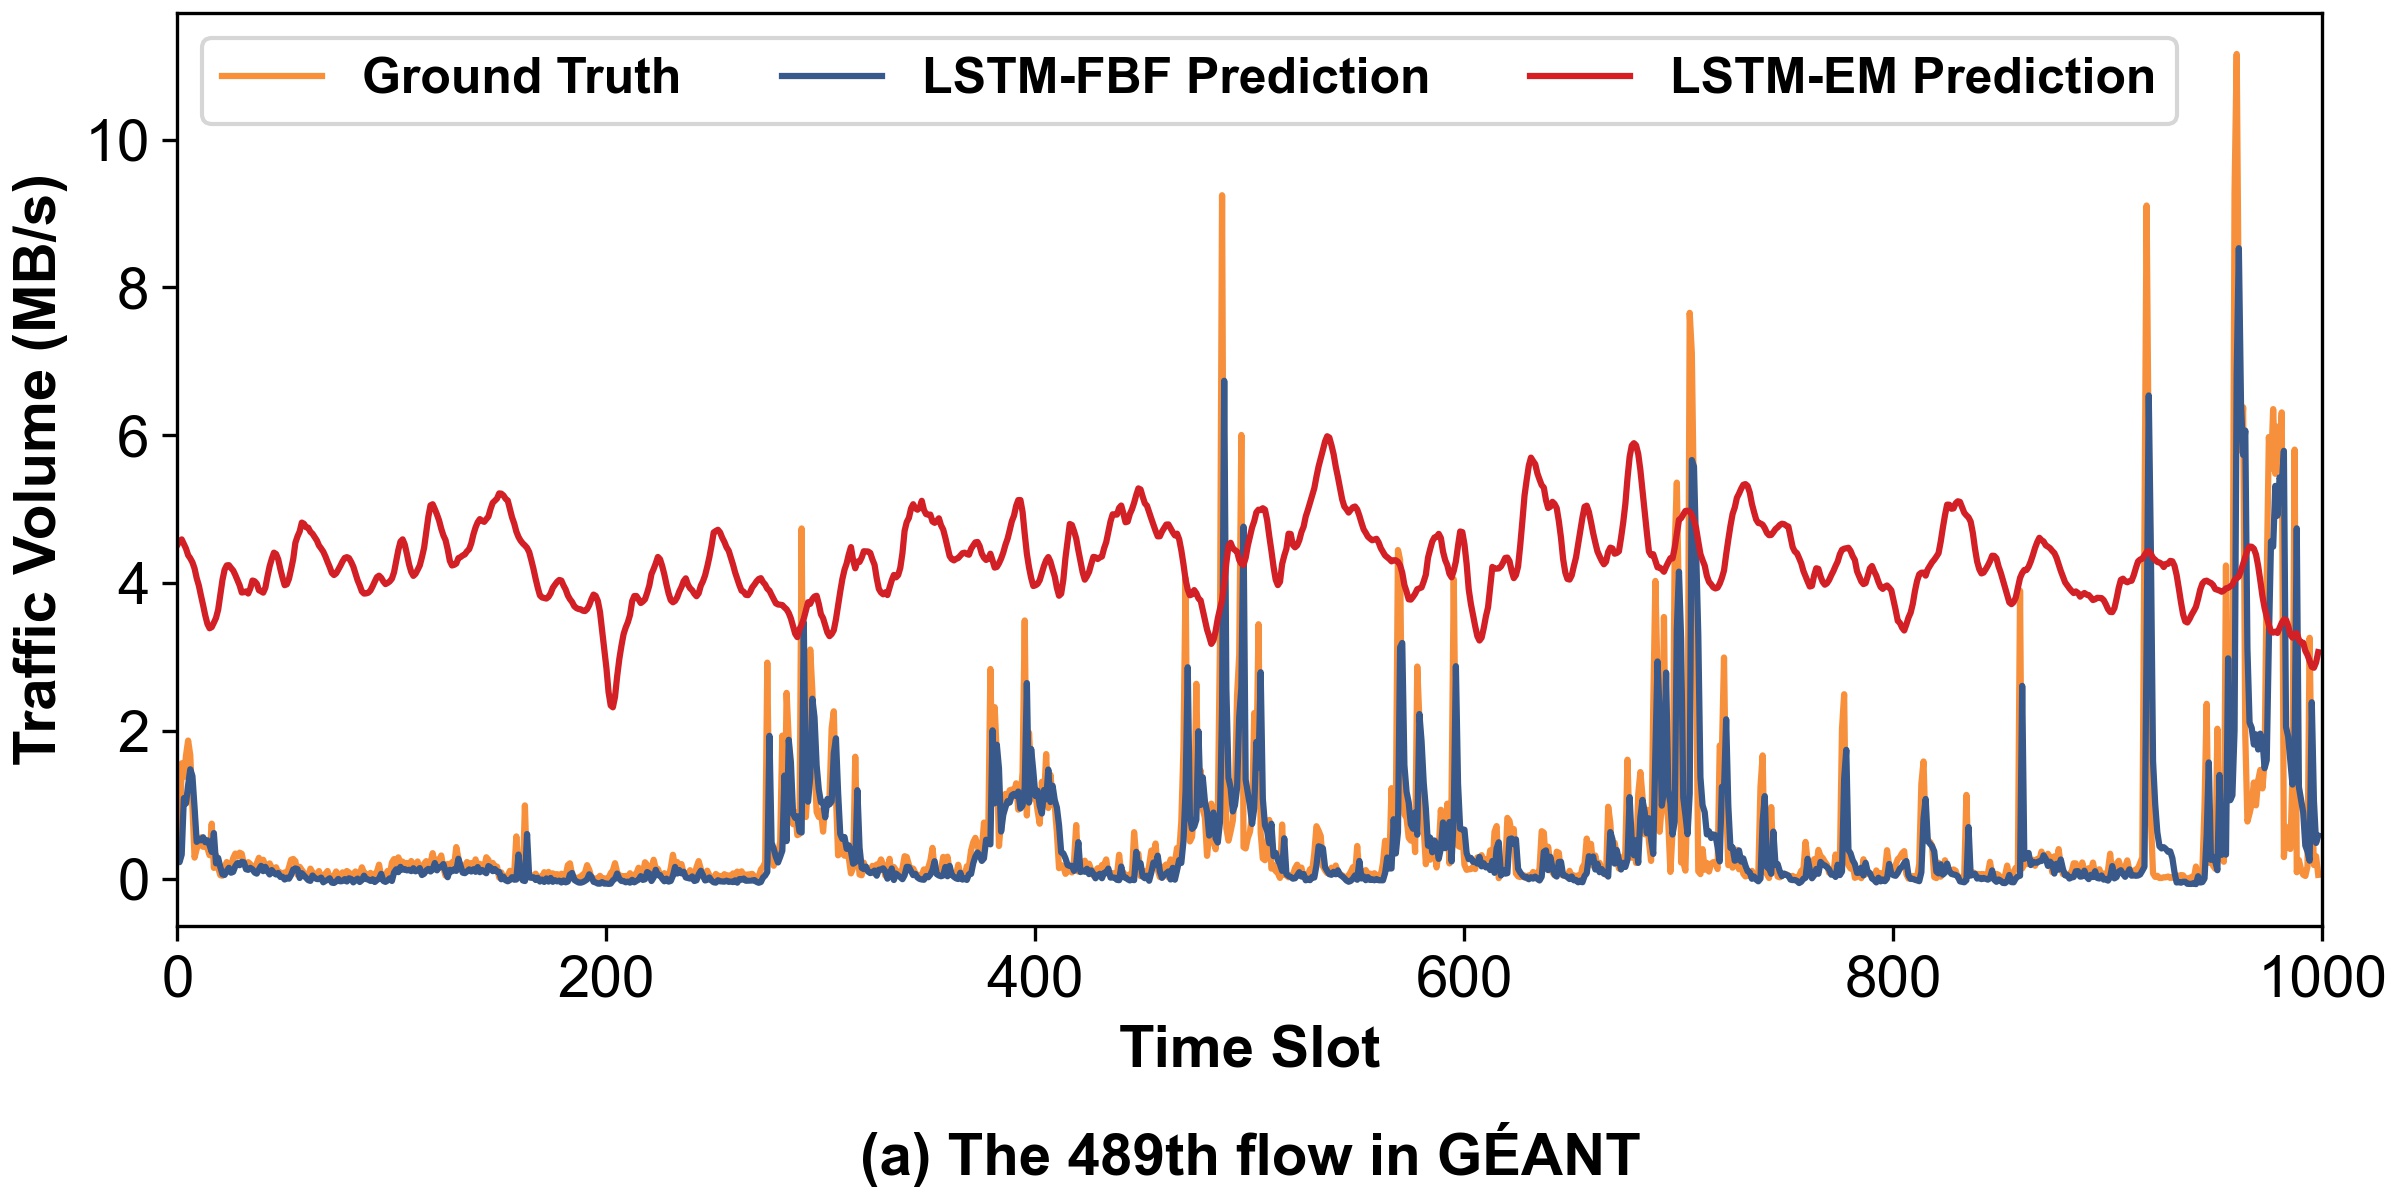 Ground Truth LSTM-FBF Prediction LSTM-EM Prediction
Traffic Volume (MB/s)
10
8
6
4
2
0
0 200 400 600 800 1000
Time Slot
(a) The 489th flow in GÉANT